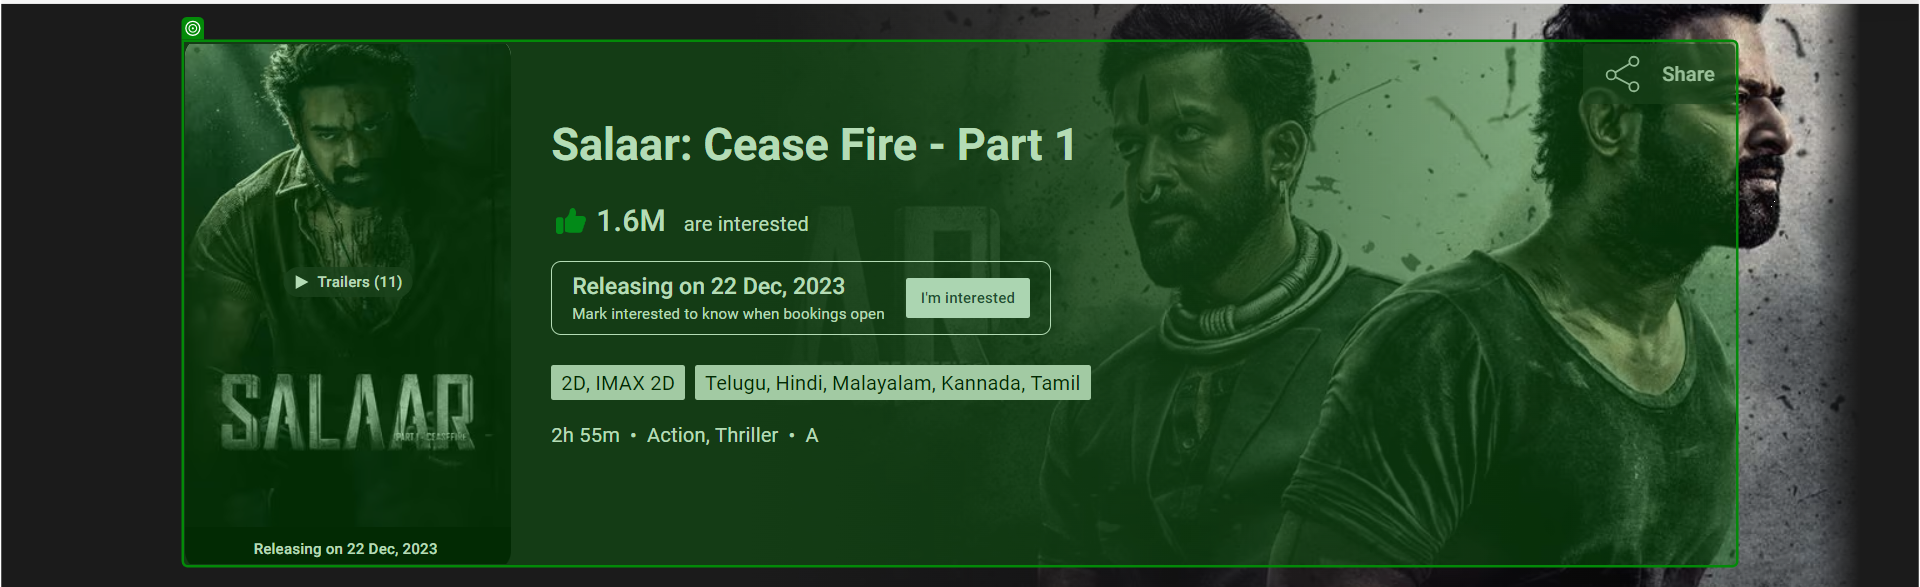 Share
Salaar: Cease Fire - Part 1
1.6M are interested
Releasing on 22 Dec, 2023
Mark interested to know when bookings open
I'm interested
2D, IMAX 2D
Telugu, Hindi, Malayalam, Kannada, Tamil
2h 55m • Action, Thriller • A
Trailers (11)
SALAAR
PART 1 - CEASEFIRE
Releasing on 22 Dec, 2023
AR